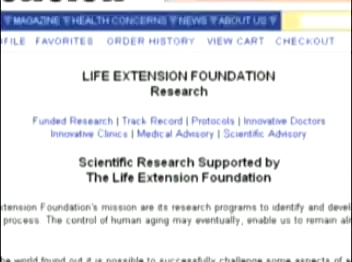 MAGAZINE HEALTH CONCERNS NEWS ABOUT US
FILE FAVORITES ORDER HISTORY VIEW CART CHECKOUT
LIFE EXTENSION FOUNDATION
Research
Funded Research | Track Record | Protocols | Innovative Doctors
Innovative Clinics | Medical Advisory | Scientific Advisory
Scientific Research Supported by
The Life Extension Foundation
tension Foundation's mission are its research programs to identify and devel
process. The control of human aging may eventually, enable us to remain ali
he world found out it is possible to successfully challenge some aspects of